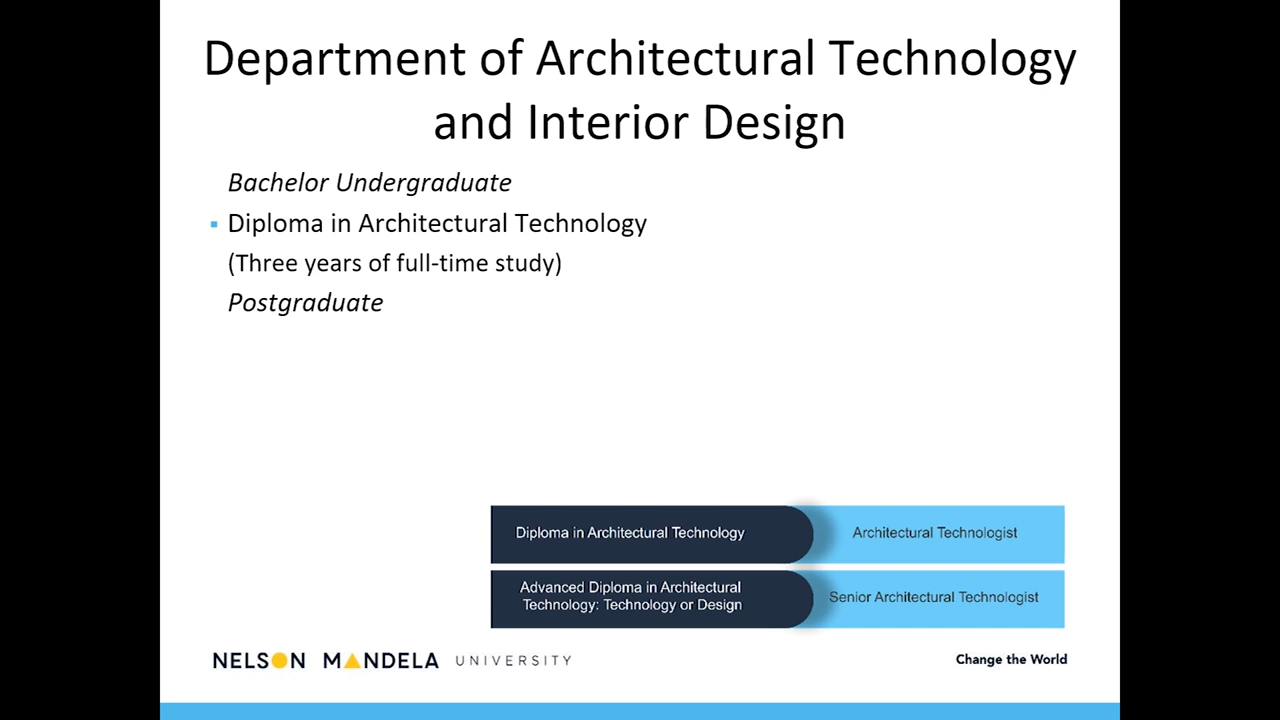 Department of Architectural Technology
and Interior Design
Bachelor Undergraduate
Diploma in Architectural Technology
(Three years of full-time study)
Postgraduate
Diploma in Architectural Technology
Architectural Technologist
Advanced Diploma in Architectural
Technology: Technology or Design
Senior Architectural Technologist
NELSON MANDELA UNIVERSITY
Change the World